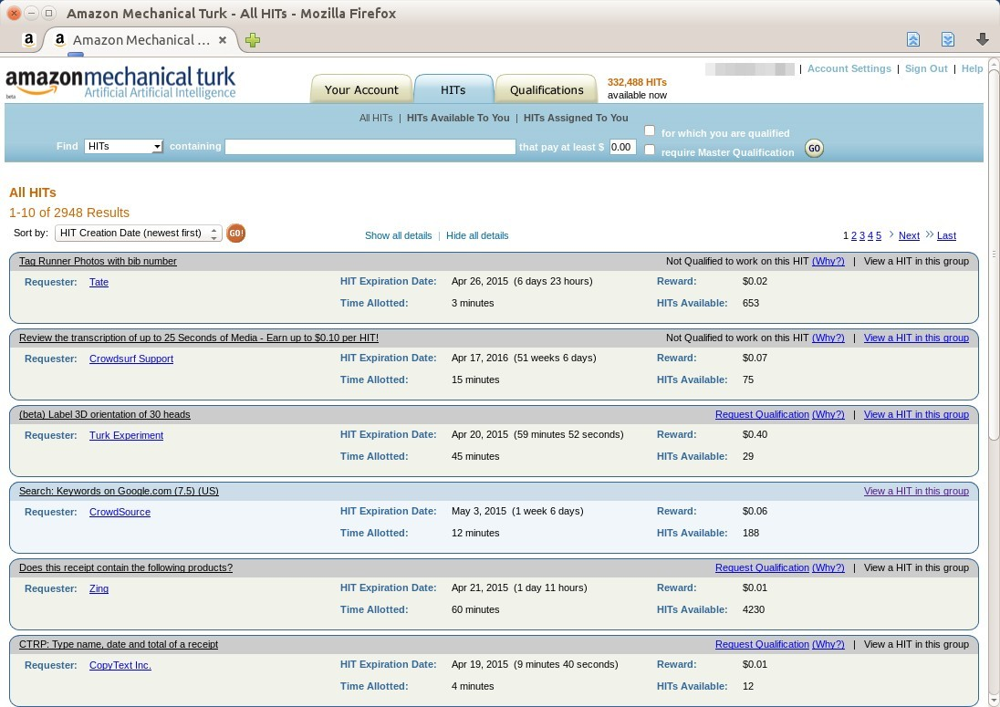 Amazon Mechanical Turk - All HITs - Mozilla Firefox
Amazon Mechanical ...
amazonmechanical turk
beta
Artificial Artificial Intelligence
Your Account
HITs
Qualifications
332,488 HITs
available now
| Account Settings | Sign Out | Help
All HITs | HITs Available To You | HITs Assigned To You
Find HITs containing that pay at least $ 0.00
for which you are qualified
require Master Qualification
GO
All HITs
1-10 of 2948 Results
Sort by: HIT Creation Date (newest first) GO!
Show all details | Hide all details
1 2 3 4 5 › Next ›› Last
Tag Runner Photos with bib number Not Qualified to work on this HIT (Why?) | View a HIT in this group
Requester: Tate HIT Expiration Date: Apr 26, 2015 (6 days 23 hours) Reward: $0.02
Time Allotted: 3 minutes HITs Available: 653
Review the transcription of up to 25 Seconds of Media - Earn up to $0.10 per HIT! Not Qualified to work on this HIT (Why?) | View a HIT in this group
Requester: Crowdsurf Support HIT Expiration Date: Apr 17, 2016 (51 weeks 6 days) Reward: $0.07
Time Allotted: 15 minutes HITs Available: 75
(beta) Label 3D orientation of 30 heads Request Qualification (Why?) | View a HIT in this group
Requester: Turk Experiment HIT Expiration Date: Apr 20, 2015 (59 minutes 52 seconds) Reward: $0.40
Time Allotted: 45 minutes HITs Available: 29
Search: Keywords on Google.com (7.5) (US) View a HIT in this group
Requester: CrowdSource HIT Expiration Date: May 3, 2015 (1 week 6 days) Reward: $0.06
Time Allotted: 12 minutes HITs Available: 188
Does this receipt contain the following products? Request Qualification (Why?) | View a HIT in this group
Requester: Zing HIT Expiration Date: Apr 21, 2015 (1 day 11 hours) Reward: $0.01
Time Allotted: 60 minutes HITs Available: 4230
CTRP: Type name, date and total of a receipt Request Qualification (Why?) | View a HIT in this group
Requester: CopyText Inc. HIT Expiration Date: Apr 19, 2015 (9 minutes 40 seconds) Reward: $0.01
Time Allotted: 4 minutes HITs Available: 12